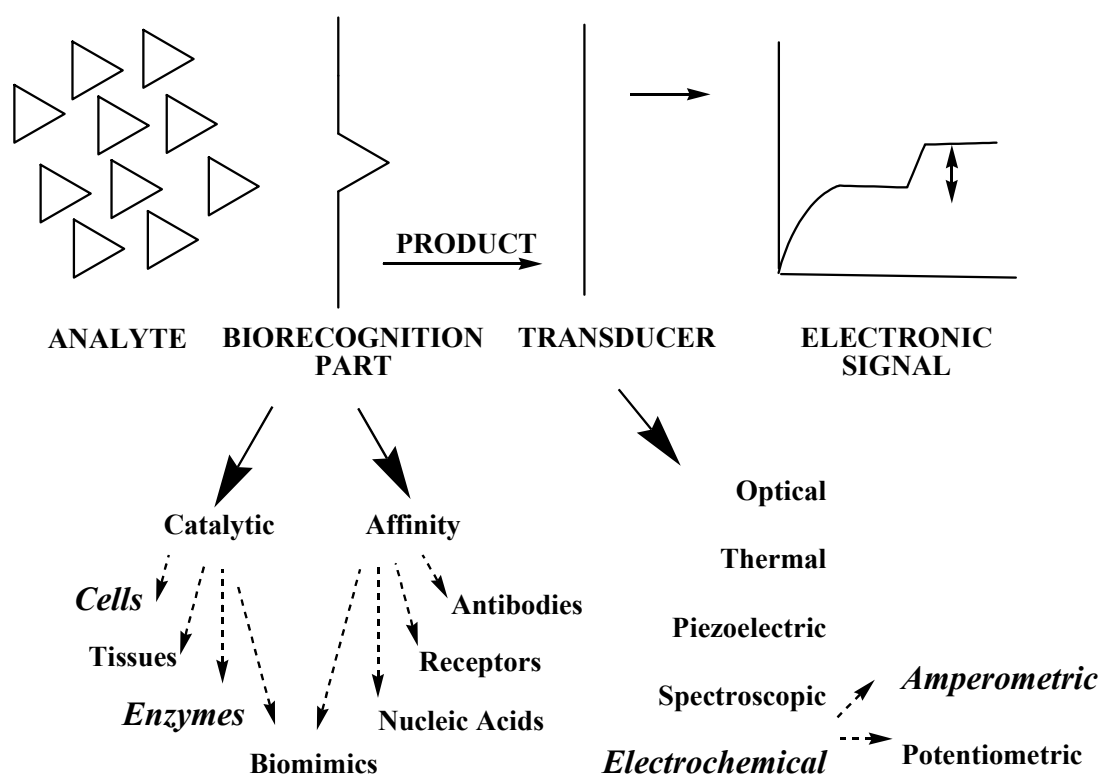 PRODUCT
ANALYTE
BIORECOGNITION
PART
TRANSDUCER
ELECTRONIC
SIGNAL
Catalytic
Affinity
Optical
Thermal
Cells
Antibodies
Piezoelectric
Tissues
Receptors
Spectroscopic
Amperometric
Enzymes
Nucleic Acids
Biomimics
Electrochemical
Potentiometric